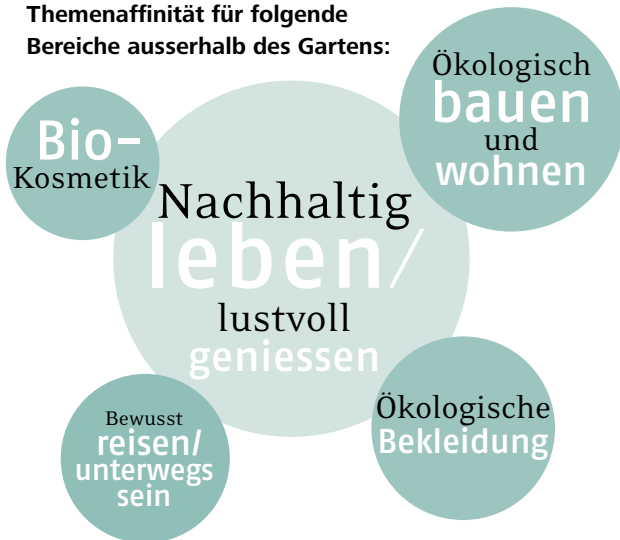 Themenaffinität für folgende
Bereiche ausserhalb des Gartens:
Ökologisch
bauen
und
wohnen
Bio-
Kosmetik
Nachhaltig
leben/
lustvoll
geniessen
Ökologische
Bekleidung
Bewusst
reisen/
unterwegs
sein